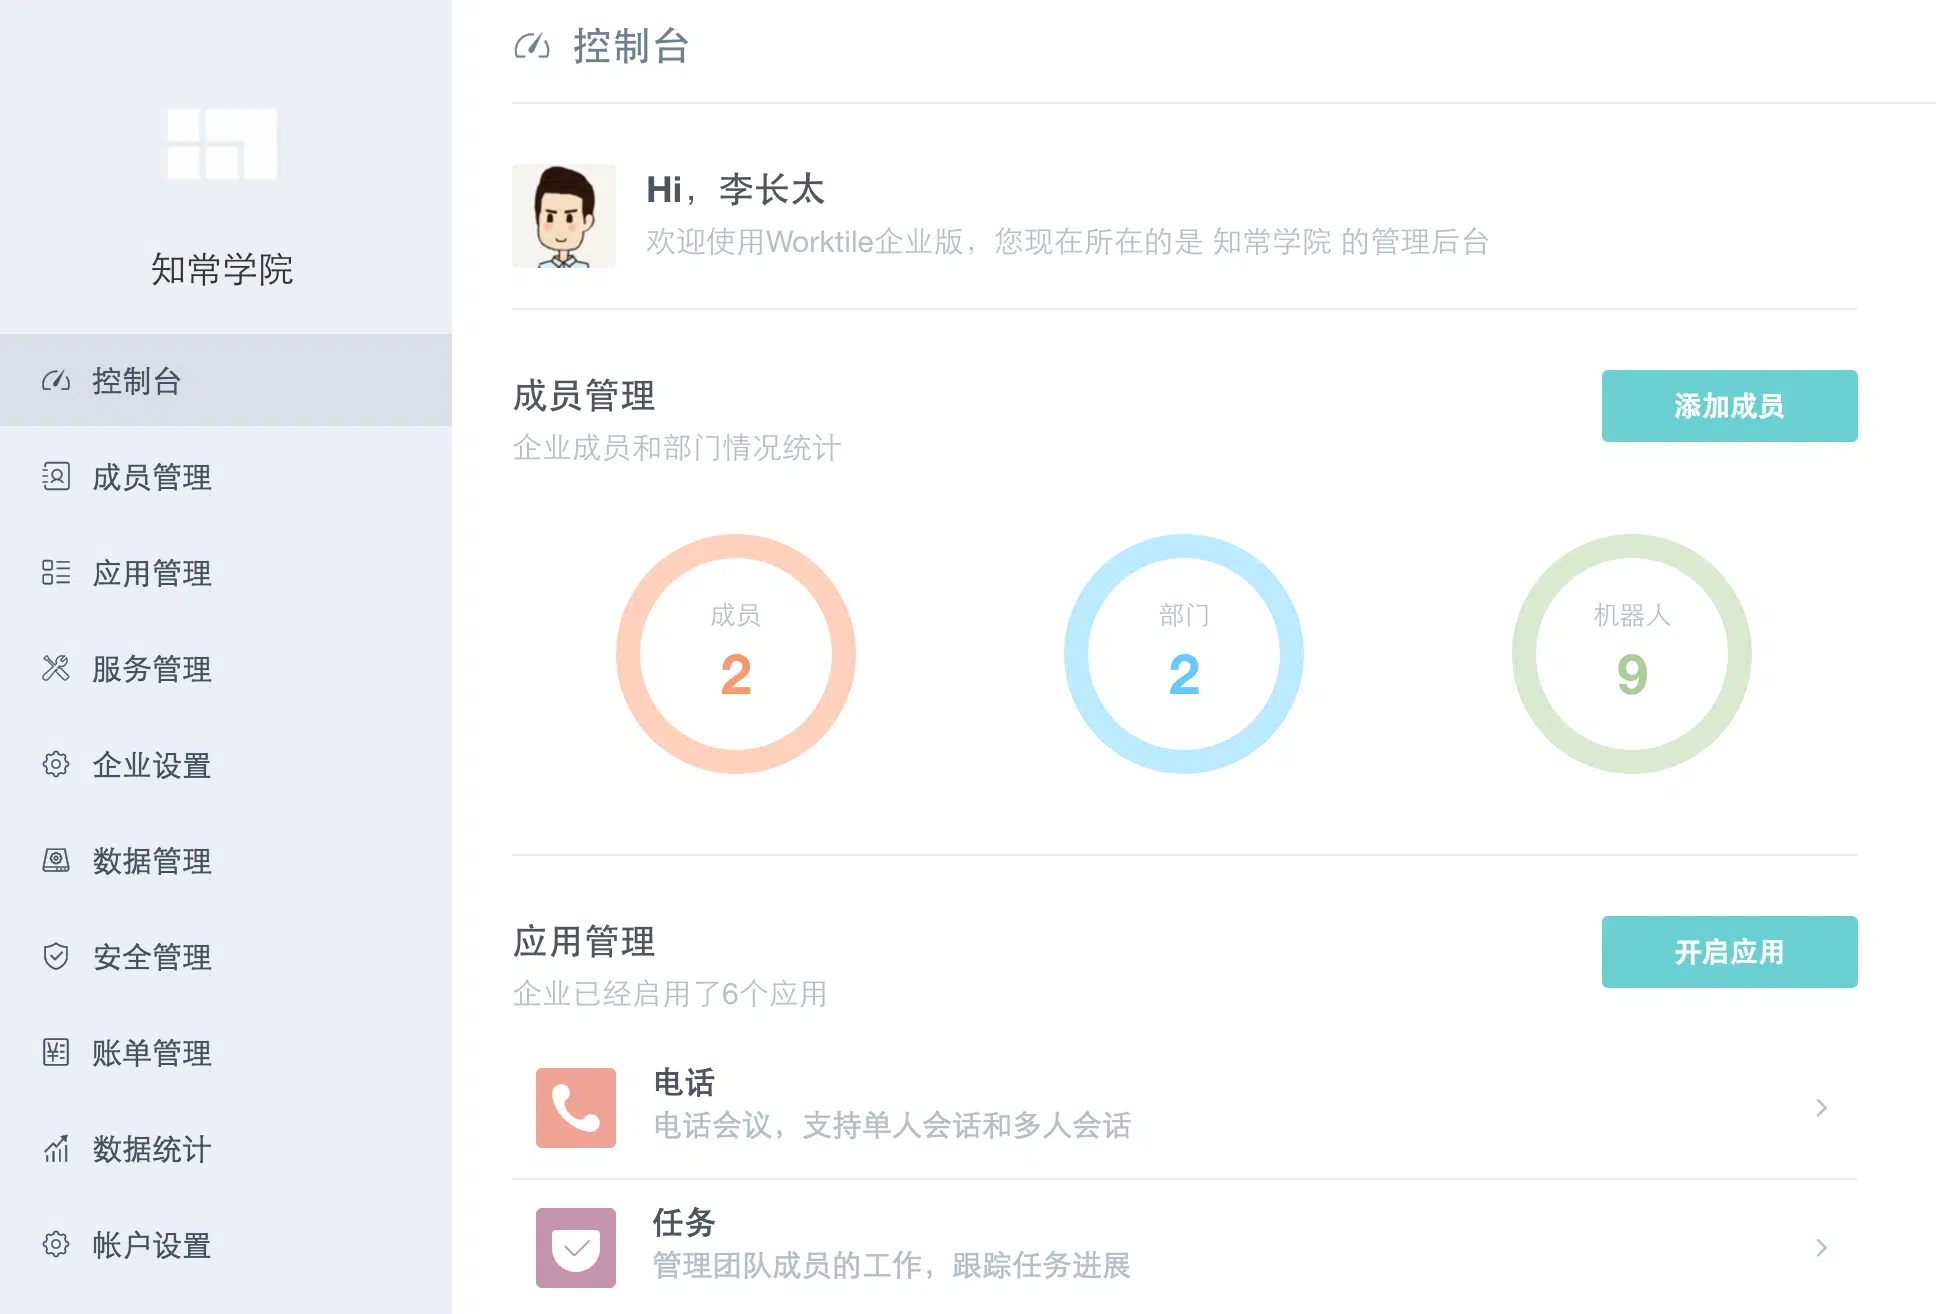 知常学院
控制台
成员管理
应用管理
服务管理
企业设置
数据管理
安全管理
账单管理
数据统计
帐户设置
控制台
Hi，李长太
欢迎使用Worktile企业版，您现在所在的是 知常学院 的管理后台
成员管理
企业成员和部门情况统计
添加成员
成员
2
部门
2
机器人
9
应用管理
企业已经启用了6个应用
开启应用
电话
电话会议，支持单人会话和多人会话
任务
管理团队成员的工作，跟踪任务进展